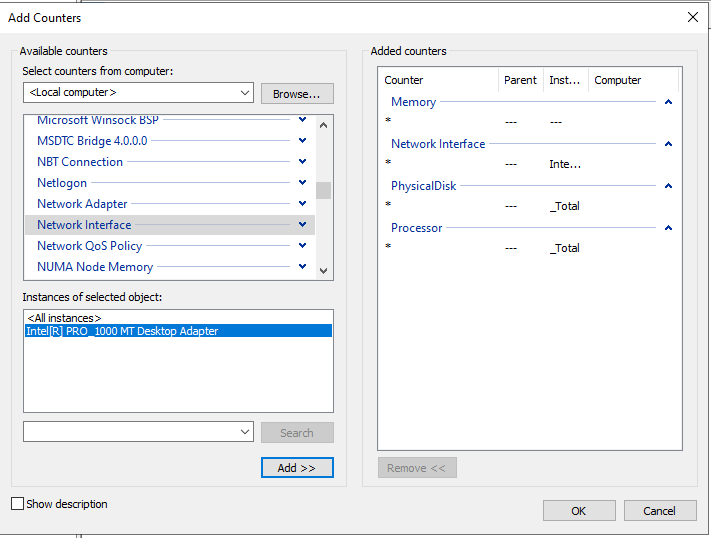 Add Counters
Available counters
Select counters from computer:
<Local computer>
Browse...
Microsoft Winsock BSP
MSDTC Bridge 4.0.0.0
NBT Connection
Netlogon
Network Adapter
Network Interface
Network QoS Policy
NUMA Node Memory
Instances of selected object:
<All instances>
Intel[R] PRO_1000 MT Desktop Adapter
Search
Add >>
Show description
Added counters
Counter Parent Inst... Computer
Memory
* --- ---
Network Interface
* --- Inte...
PhysicalDisk
* --- _Total
Processor
* --- _Total
Remove <<
OK Cancel